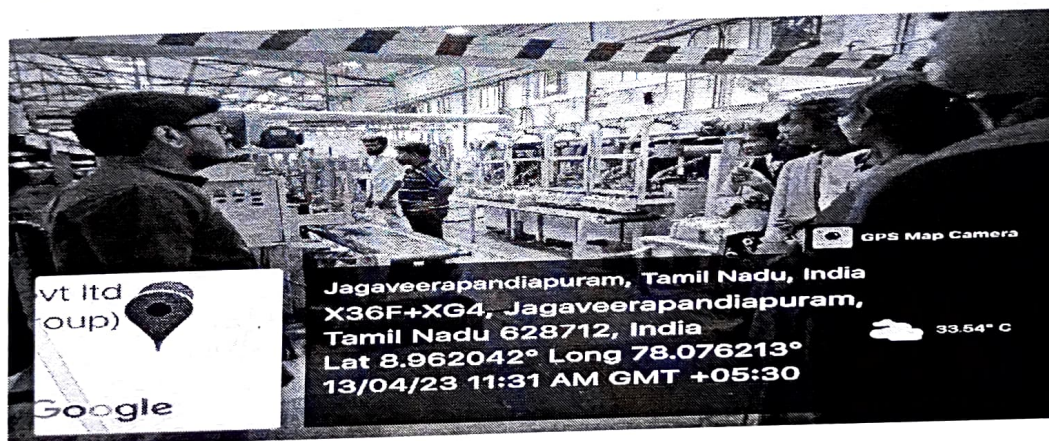 GPS Map Camera
vt ltd
oup)
Google
Jagaveerapandiapuram, Tamil Nadu, India
X36F+XG4, Jagaveerapandiapuram,
Tamil Nadu 628712, India
Lat 8.962042° Long 78.076213°
13/04/23 11:31 AM GMT +05:30
33.54° C